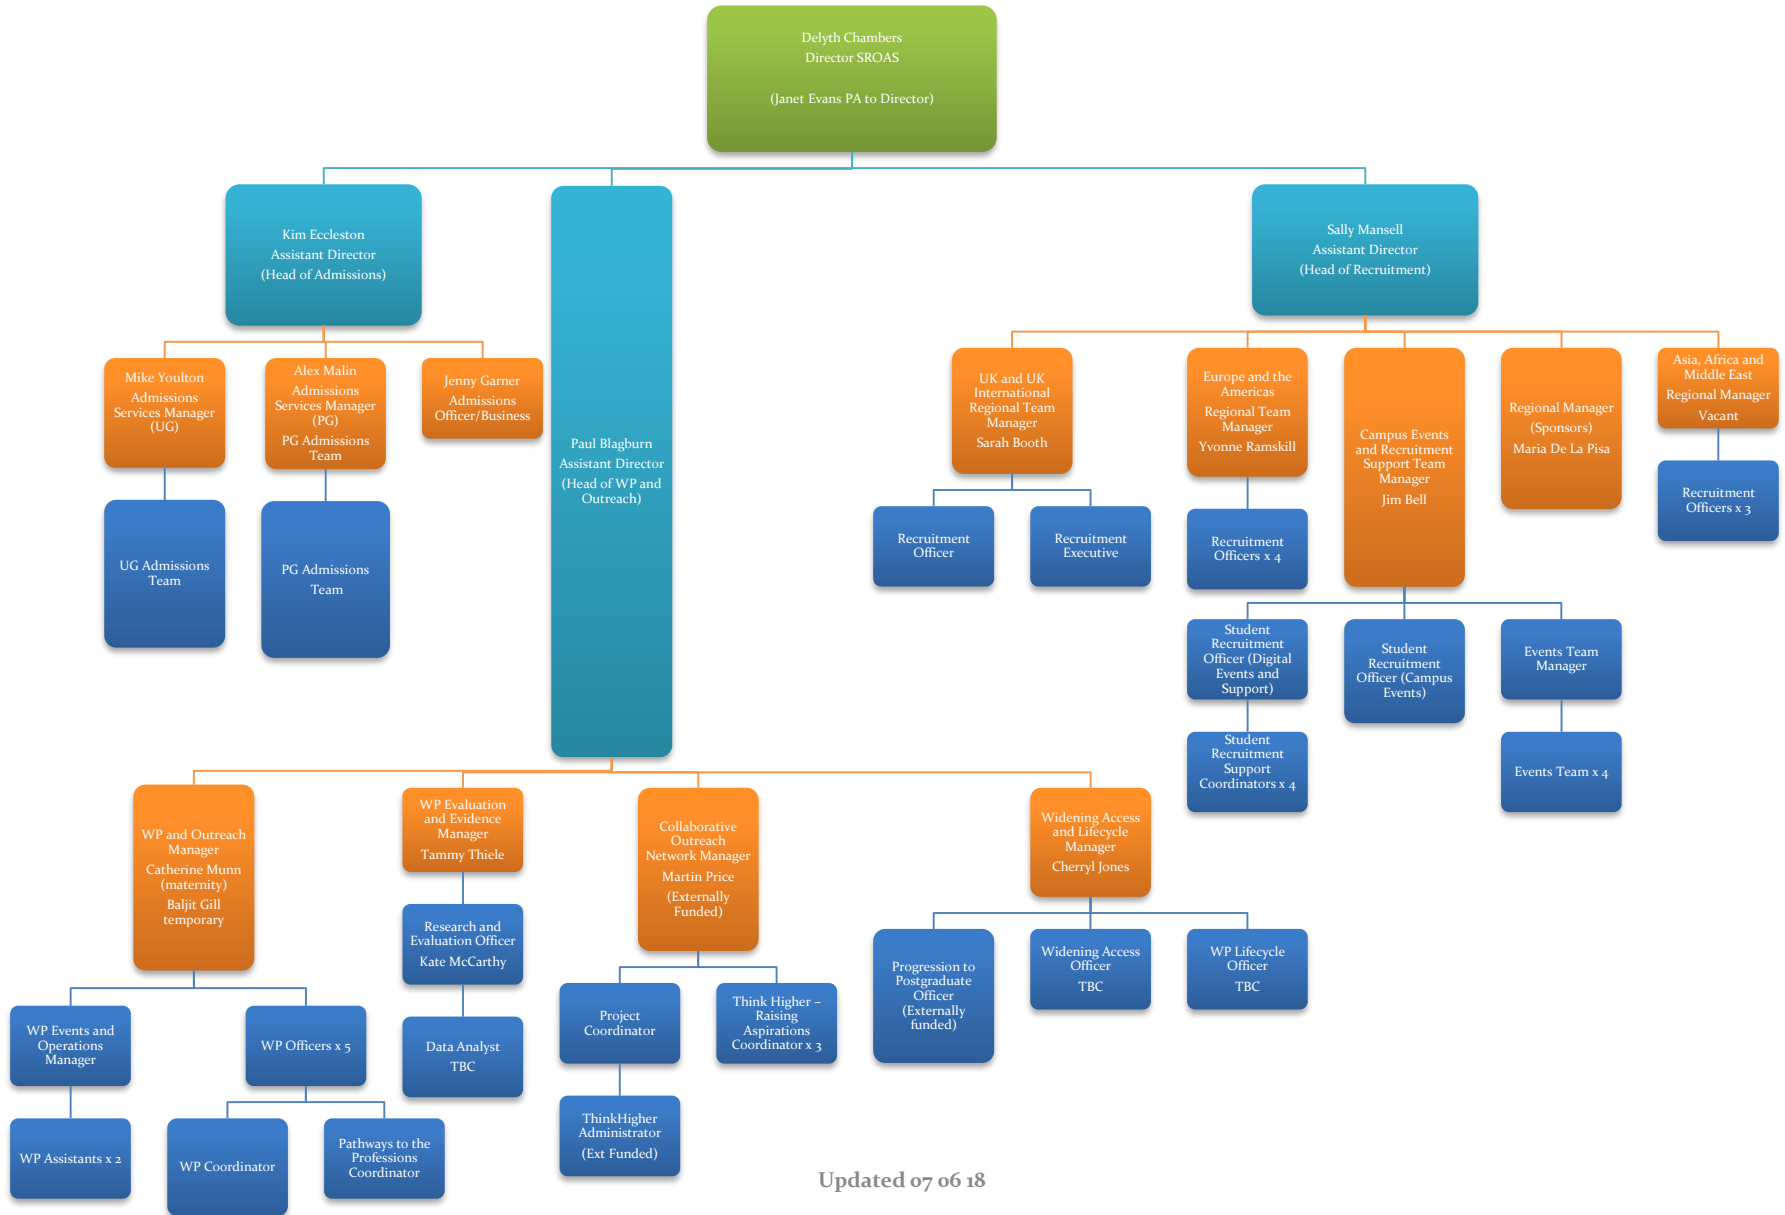 Delyth Chambers
Director SROAS
(Janet Evans PA to Director)
Kim Eccleston
Assistant Director
(Head of Admissions)
Paul Blagburn
Assistant Director
(Head of WP and
Outreach)
Sally Mansell
Assistant Director
(Head of Recruitment)
Mike Youlton
Admissions
Services Manager
(UG)
Alex Malin
Admissions
Services Manager
(PG)
PG Admissions
Team
Jenny Garner
Admissions
Officer/Business
UG Admissions
Team
PG Admissions
Team
UK and UK
International
Regional Team
Manager
Sarah Booth
Europe and the
Americas
Regional Team
Manager
Yvonne Ramskill
Campus Events
and Recruitment
Support Team
Manager
Jim Bell
Regional Manager
(Sponsors)
Maria De La Pisa
Asia, Africa and
Middle East
Regional Manager
Vacant
Recruitment
Officer
Recruitment
Executive
Recruitment
Officers x 4
Recruitment
Officers x 3
Student
Recruitment
Officer (Digital
Events and
Support)
Student
Recruitment
Officer (Campus
Events)
Events Team
Manager
Student
Recruitment
Support
Coordinators x 4
Events Team x 4
WP and Outreach
Manager
Catherine Munn
(maternity)
Baljit Gill
temporary
WP Evaluation
and Evidence
Manager
Tammy Thiele
Collaborative
Outreach
Network Manager
Martin Price
(Externally
Funded)
Widening Access
and Lifecycle
Manager
Cherryl Jones
WP Events and
Operations
Manager
WP Officers x 5
Research and
Evaluation Officer
Kate McCarthy
Data Analyst
TBC
Project
Coordinator
Think Higher –
Raising
Aspirations
Coordinator x 3
Progression to
Postgraduate
Officer
(Externally
funded)
Widening Access
Officer
TBC
WP Lifecycle
Officer
TBC
WP Assistants x 2
WP Coordinator
Pathways to the
Professions
Coordinator
ThinkHigher
Administrator
(Ext Funded)
Updated 07 06 18